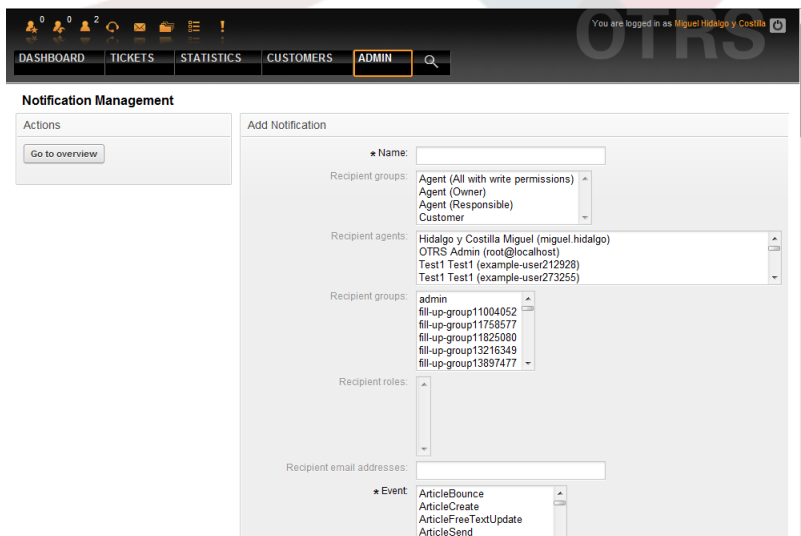 OTRS
0 0 2
You are logged in as Miguel Hidalgo y Costilla
DASHBOARD TICKETS STATISTICS CUSTOMERS ADMIN
Notification Management
Actions
Go to overview
Add Notification
★ Name:
Recipient groups:
Agent (All with write permissions)
Agent (Owner)
Agent (Responsible)
Customer
Recipient agents:
Hidalgo y Costilla Miguel (miguel.hidalgo)
OTRS Admin (root@localhost)
Test1 Test1 (example-user212928)
Test1 Test1 (example-user273255)
Recipient groups:
admin
fill-up-group11004052
fill-up-group11758577
fill-up-group11825080
fill-up-group13216349
fill-up-group13897477
Recipient roles:
Recipient email addresses:
★ Event:
ArticleBounce
ArticleCreate
ArticleFreeTextUpdate
ArticleSend